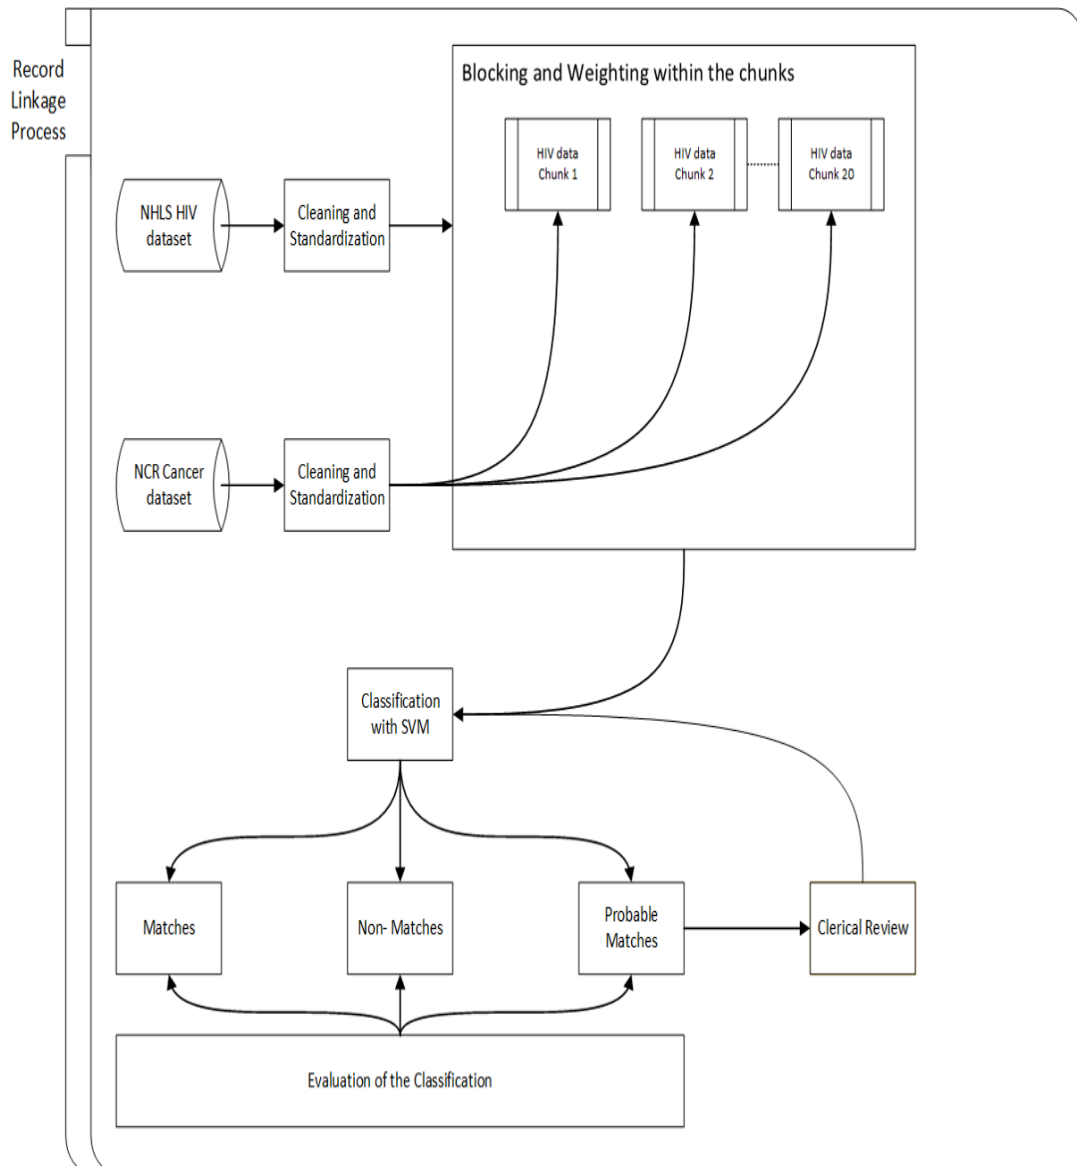 Record
Linkage
Process
Blocking and Weighting within the chunks
HIV data
Chunk 1
HIV data
Chunk 2
HIV data
Chunk 20
NHLS HIV
dataset
Cleaning and
Standardization
NCR Cancer
dataset
Cleaning and
Standardization
Classification
with SVM
Matches
Non- Matches
Probable
Matches
Clerical Review
Evaluation of the Classification